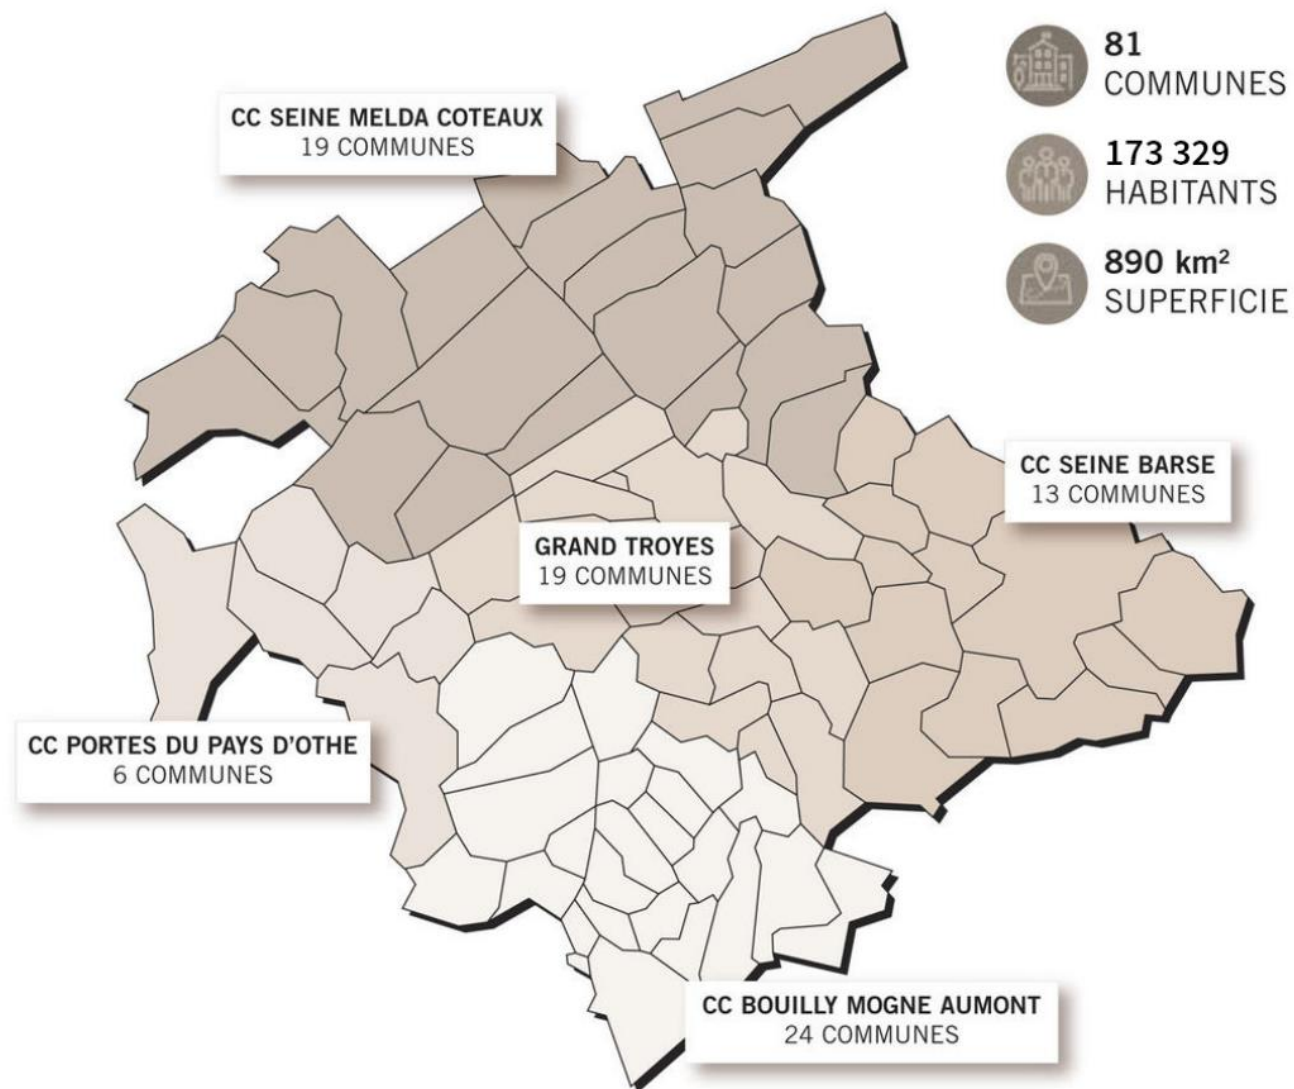 81
COMMUNES
173 329
HABITANTS
890 km²
SUPERFICIE
CC SEINE MELDA COTEAUX
19 COMMUNES
CC SEINE BARSE
13 COMMUNES
GRAND TROYES
19 COMMUNES
CC PORTES DU PAYS D'OTHE
6 COMMUNES
CC BOUILLY MOGNE AUMONT
24 COMMUNES